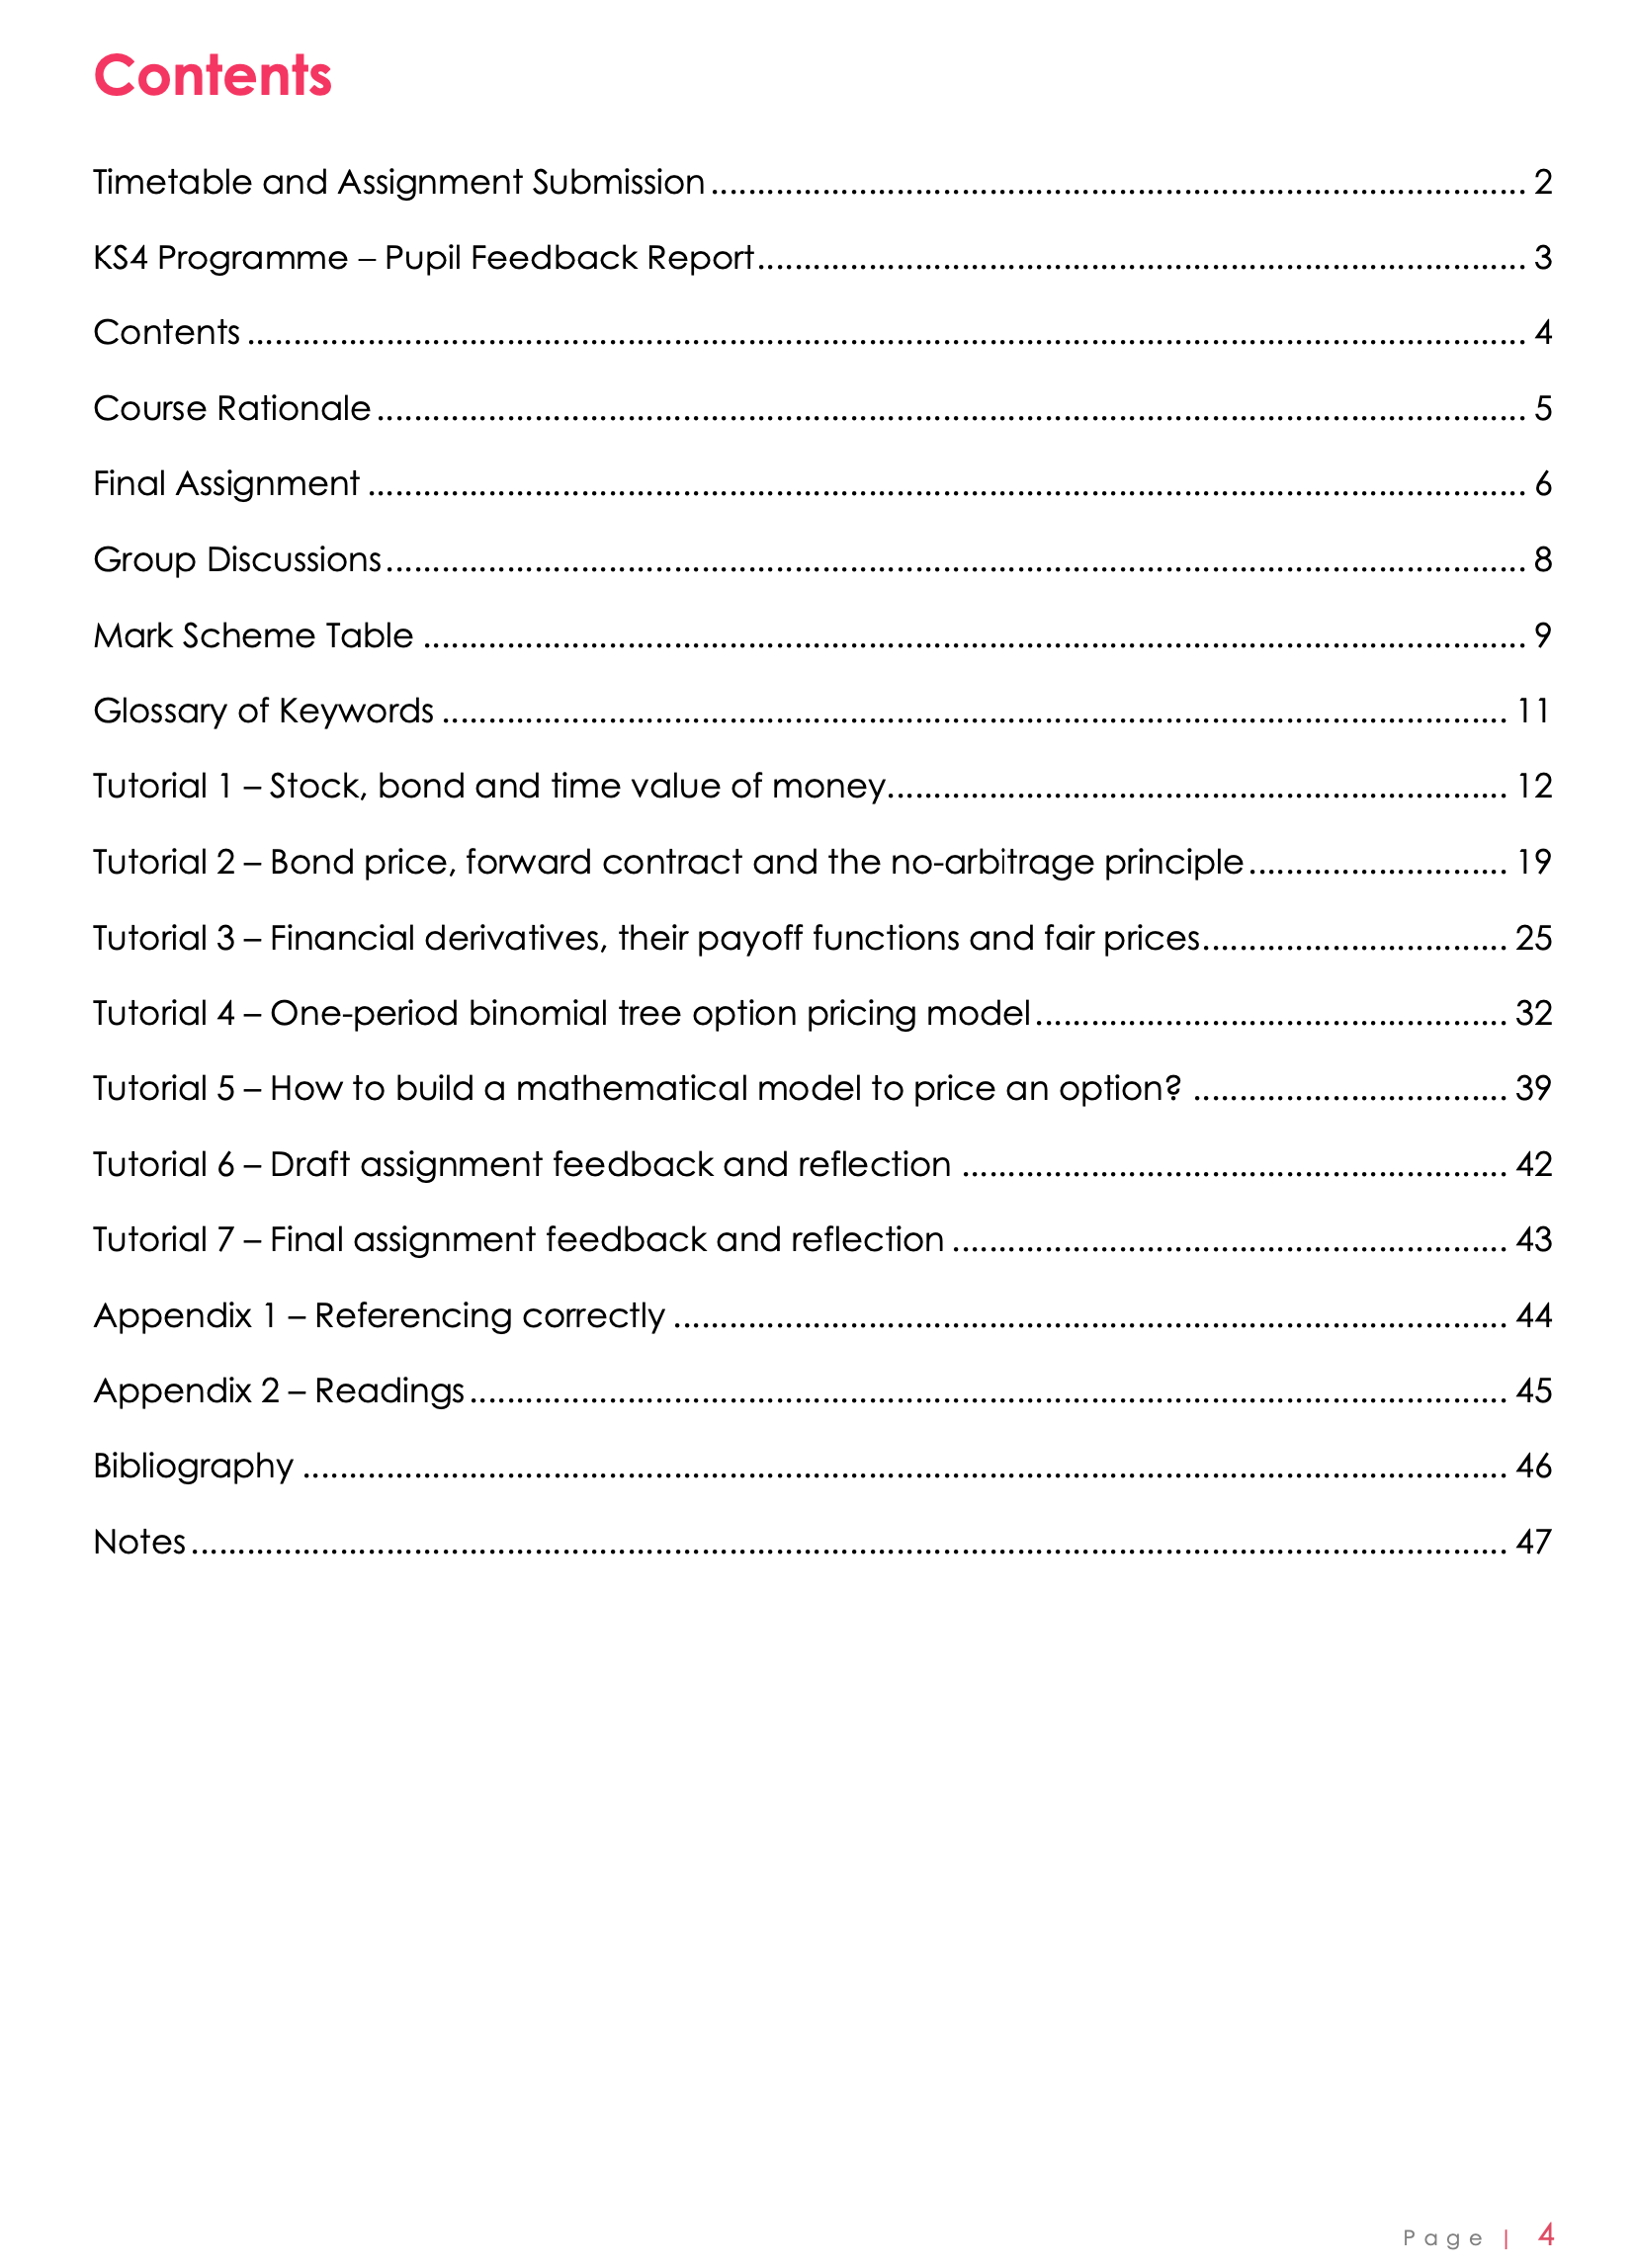 Contents
Timetable and Assignment Submission ........................................................................................ 2
KS4 Programme – Pupil Feedback Report ................................................................................... 3
Contents .......................................................................................................................................... 4
Course Rationale ............................................................................................................................ 5
Final Assignment ............................................................................................................................. 6
Group Discussions ........................................................................................................................... 8
Mark Scheme Table ....................................................................................................................... 9
Glossary of Keywords ................................................................................................................... 11
Tutorial 1 – Stock, bond and time value of money ................................................................... 12
Tutorial 2 – Bond price, forward contract and the no-arbitrage principle ............................ 19
Tutorial 3 – Financial derivatives, their payoff functions and fair prices ................................. 25
Tutorial 4 – One-period binomial tree option pricing model ................................................... 32
Tutorial 5 – How to build a mathematical model to price an option? .................................. 39
Tutorial 6 – Draft assignment feedback and reflection ........................................................... 42
Tutorial 7 – Final assignment feedback and reflection ............................................................ 43
Appendix 1 – Referencing correctly .......................................................................................... 44
Appendix 2 – Readings ................................................................................................................ 45
Bibliography .................................................................................................................................. 46
Notes .............................................................................................................................................. 47
Page | 4